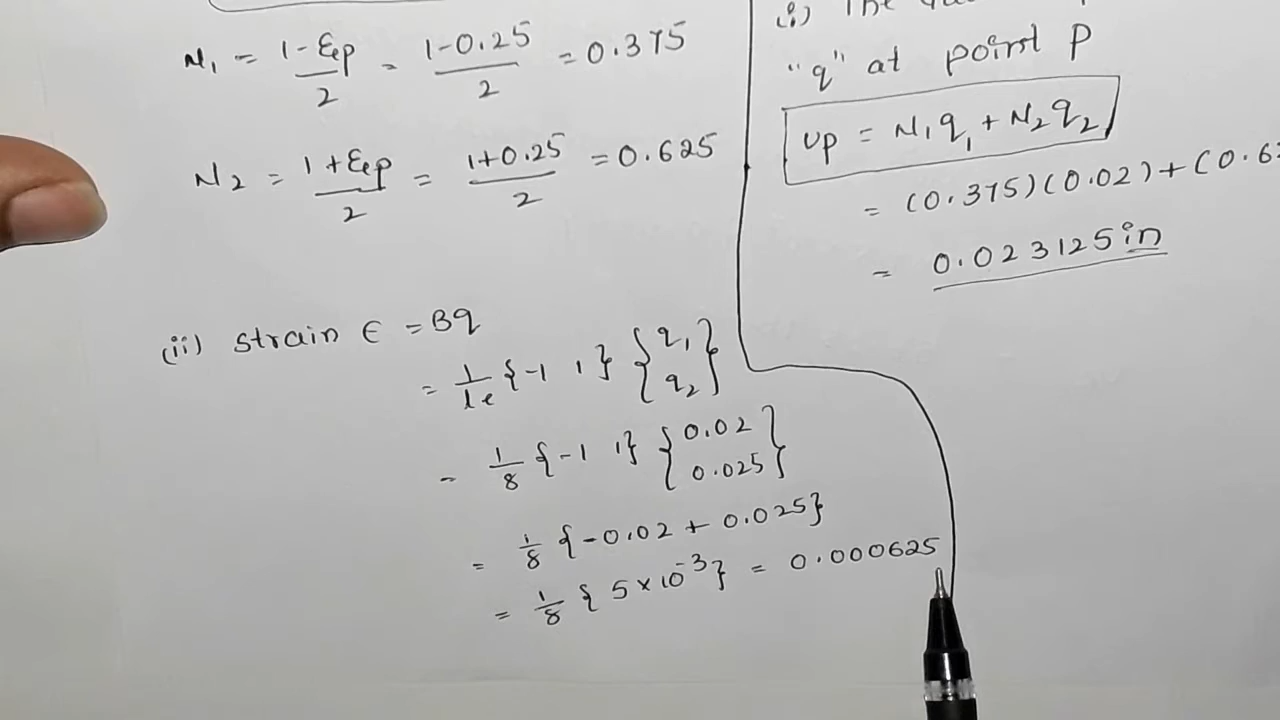 N₁ = 1-ξp/2 = 1-0.25/2 = 0.375
N₂ = 1+ξp/2 = 1+0.25/2 = 0.625
(ii) strain ϵ = Bq
= 1/le {-1 1} {q₁ q₂}
= 1/8 {-1 1} {0.02 0.025}
= 1/8 {-0.02 + 0.025}
= 1/8 {5×10⁻³} = 0.000625
(i) The
"q" at point P
up = N₁q₁ + N₂q₂
= (0.375)(0.02)+(0.6
= 0.023125in